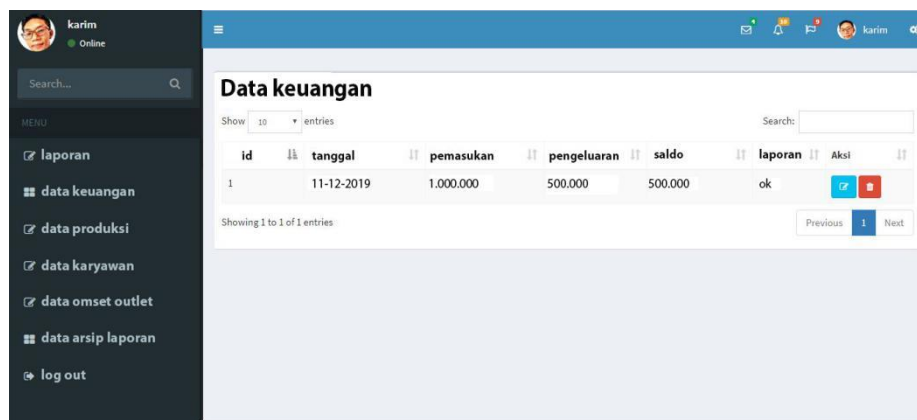 karim
Online
karim
Search...
MENU
laporan
data keuangan
data produksi
data karyawan
data omset outlet
data arsip laporan
log out
Data keuangan
Show 10 entries
Search:
id tanggal pemasukan pengeluaran saldo laporan Aksi
1 11-12-2019 1.000.000 500.000 500.000 ok
Showing 1 to 1 of 1 entries
Previous 1 Next